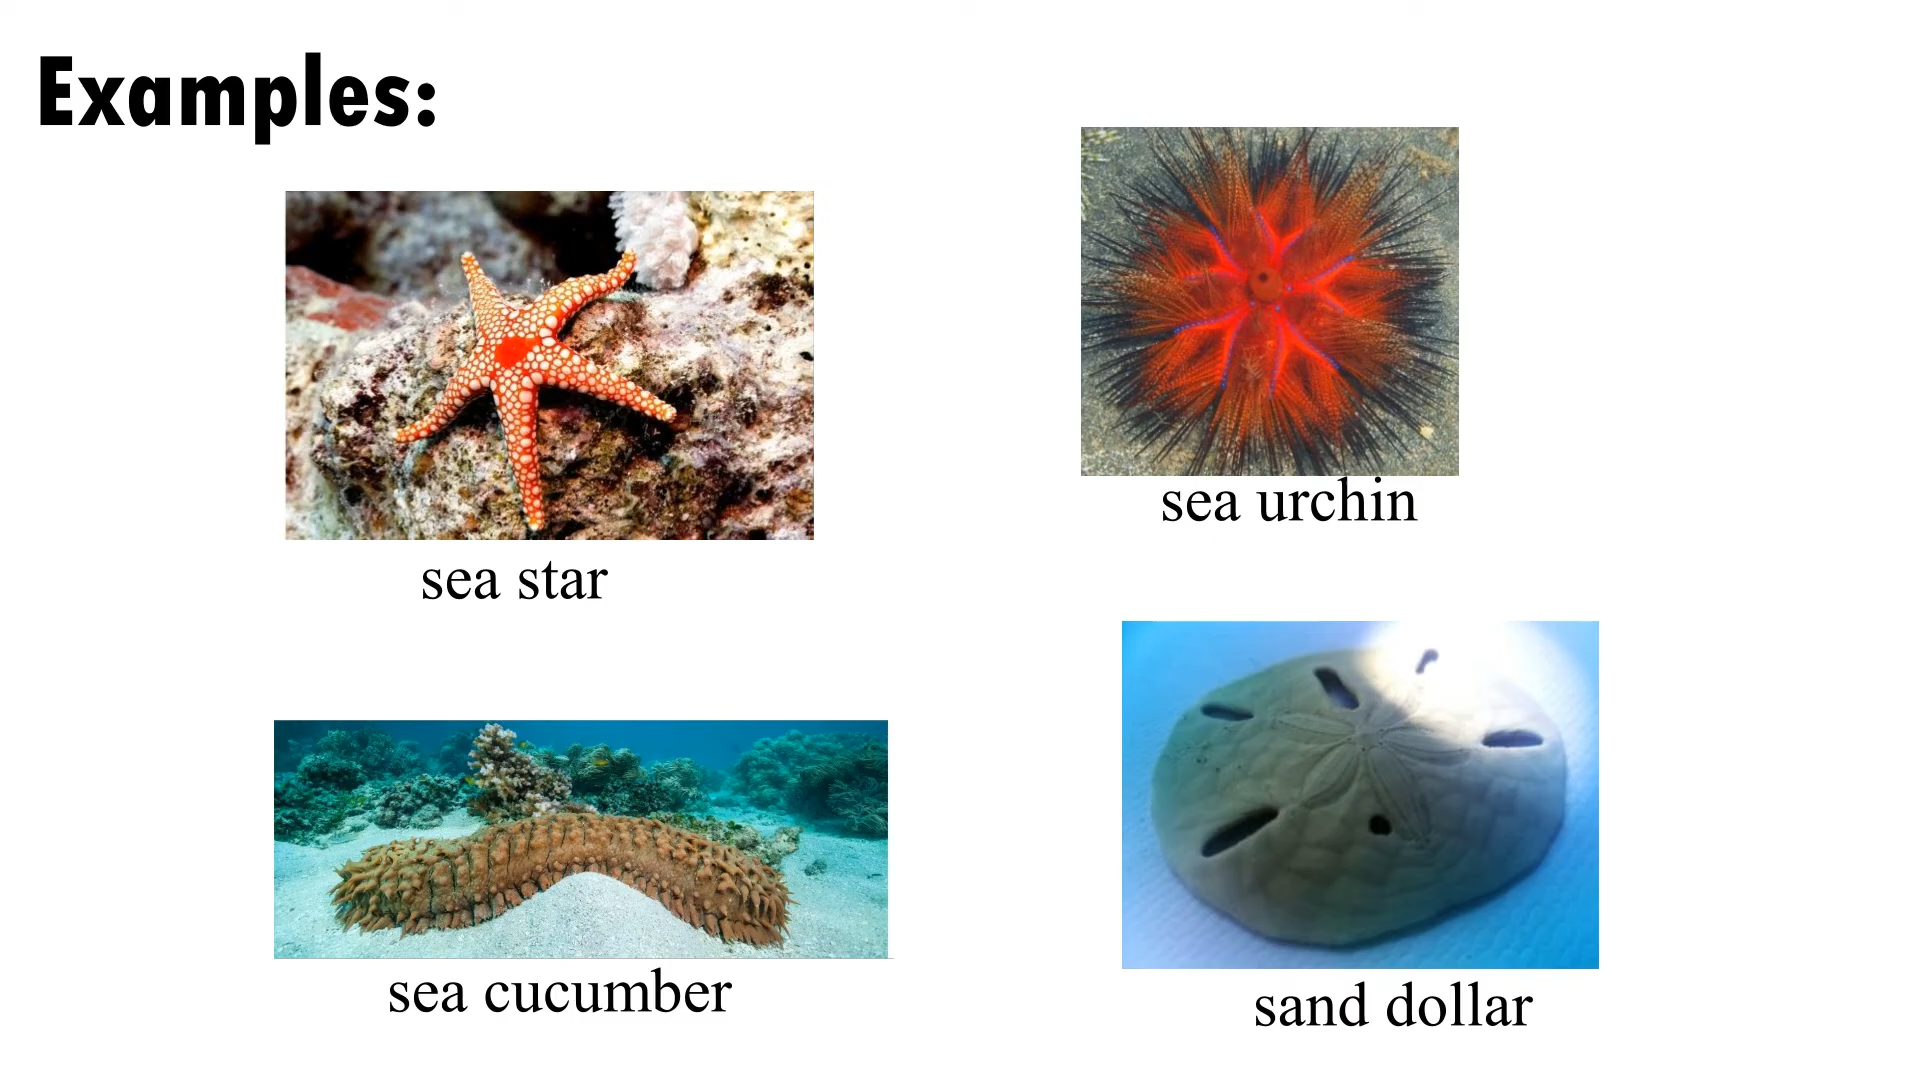 Examples:
sea star
sea urchin
sea cucumber
sand dollar